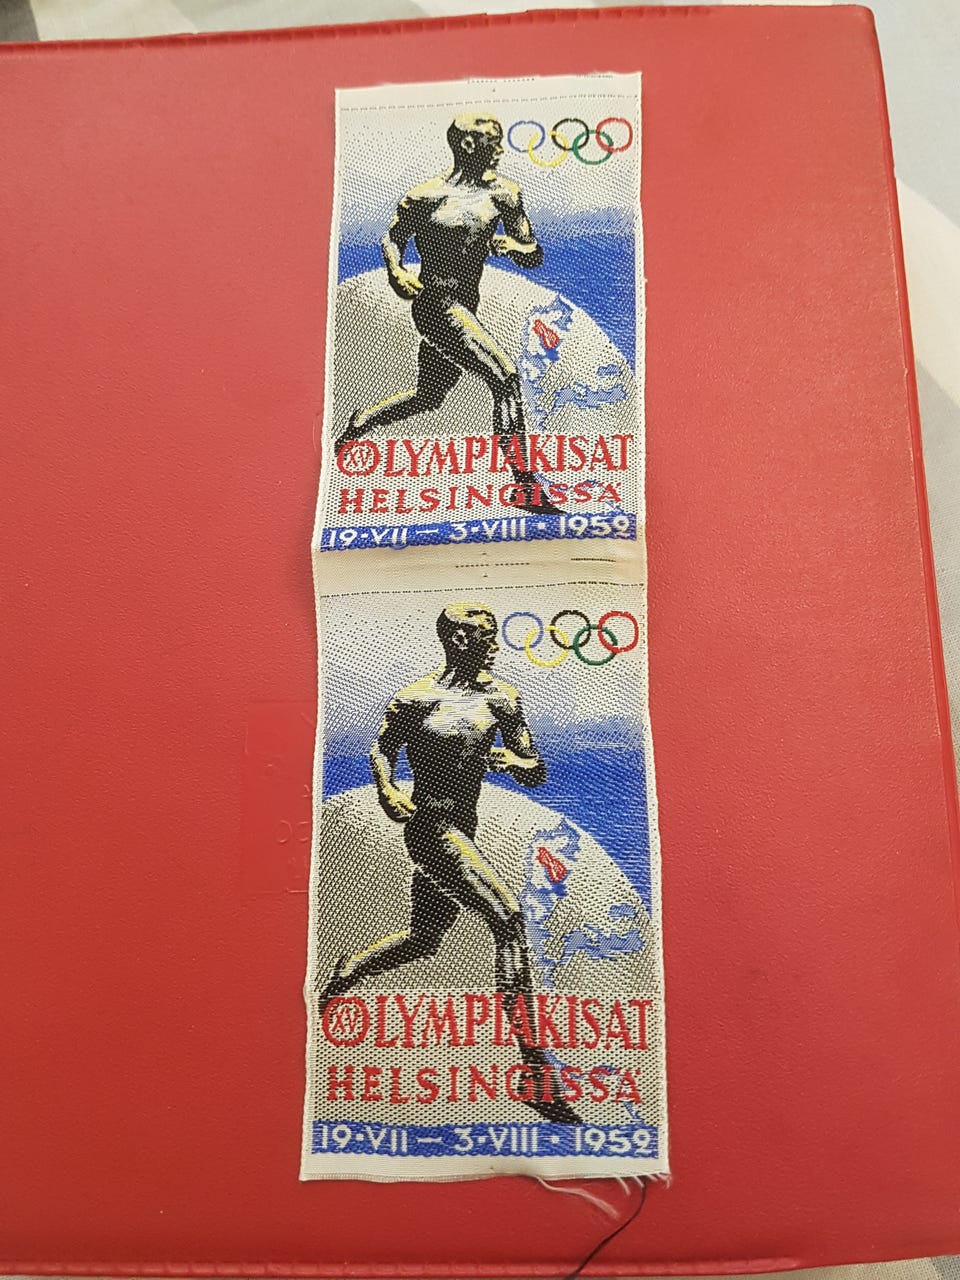 XV OLYMPIAKISAT
HELSINGISSÄ
19·VII — 3·VIII · 1952
XV OLYMPIAKISAT
HELSINGISSÄ
19·VII — 3·VIII · 1952